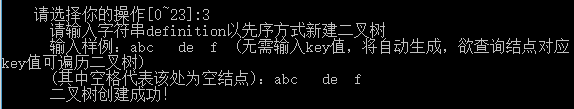 请选择你的操作[0~23]:3
请输入字符串definition以先序方式新建二叉树
输入样例: abc   de  f  (无需输入key值，将自动生成，欲查询结点对应
key值可遍历二叉树)
(其中空格代表该处为空结点): abc   de  f
二叉树创建成功!